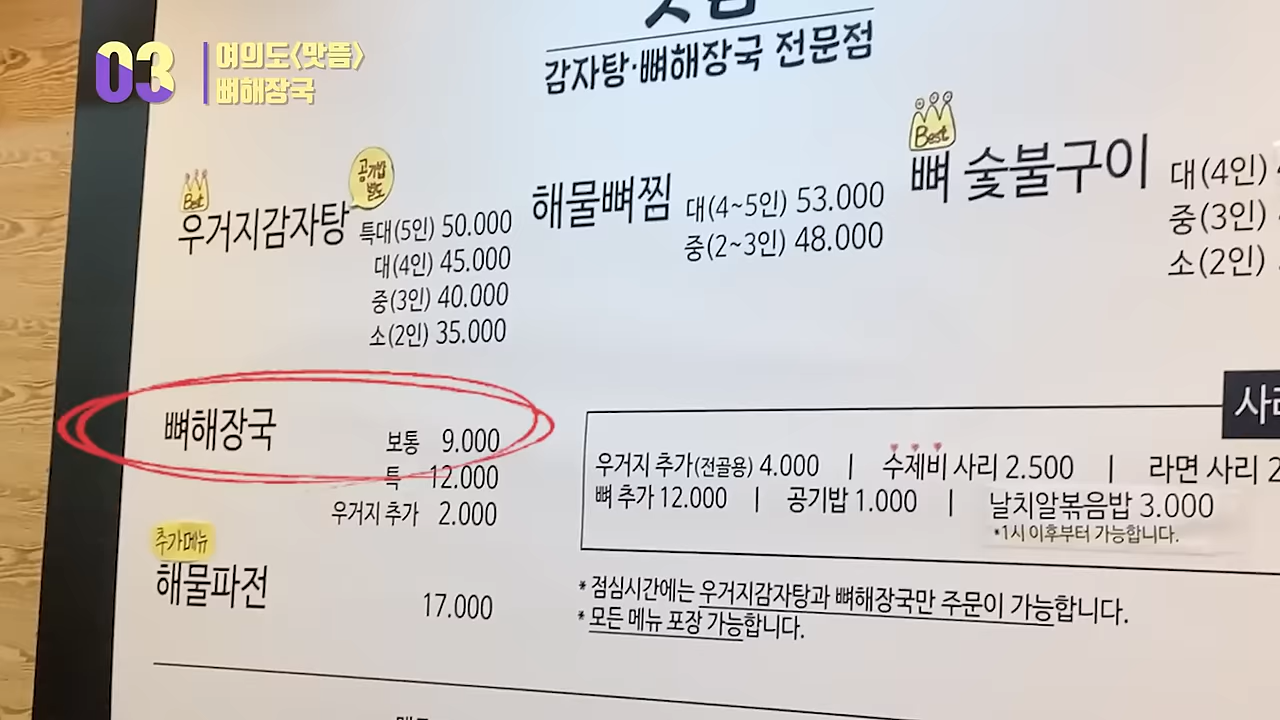 03
여의도<맛뜸>
뼈해장국
감자탕·뼈해장국 전문점
Best
우거지감자탕
공기밥
별도
특대(5인) 50.000
대(4인) 45.000
중(3인) 40.000
소(2인) 35.000
해물뼈찜
대(4~5인) 53.000
중(2~3인) 48.000
Best
뼈 숯불구이
대(4인)
중(3인)
소(2인)
뼈해장국
보통 9.000
특 12.000
우거지 추가 2.000
추가메뉴
해물파전
17.000
우거지 추가(전골용) 4.000 | 수제비 사리 2.500 | 라면 사리
뼈 추가 12.000 | 공기밥 1.000 | 날치알볶음밥 3.000
*1시 이후부터 가능합니다.
* 점심시간에는 우거지감자탕과 뼈해장국만 주문이 가능합니다.
* 모든 메뉴 포장 가능합니다.